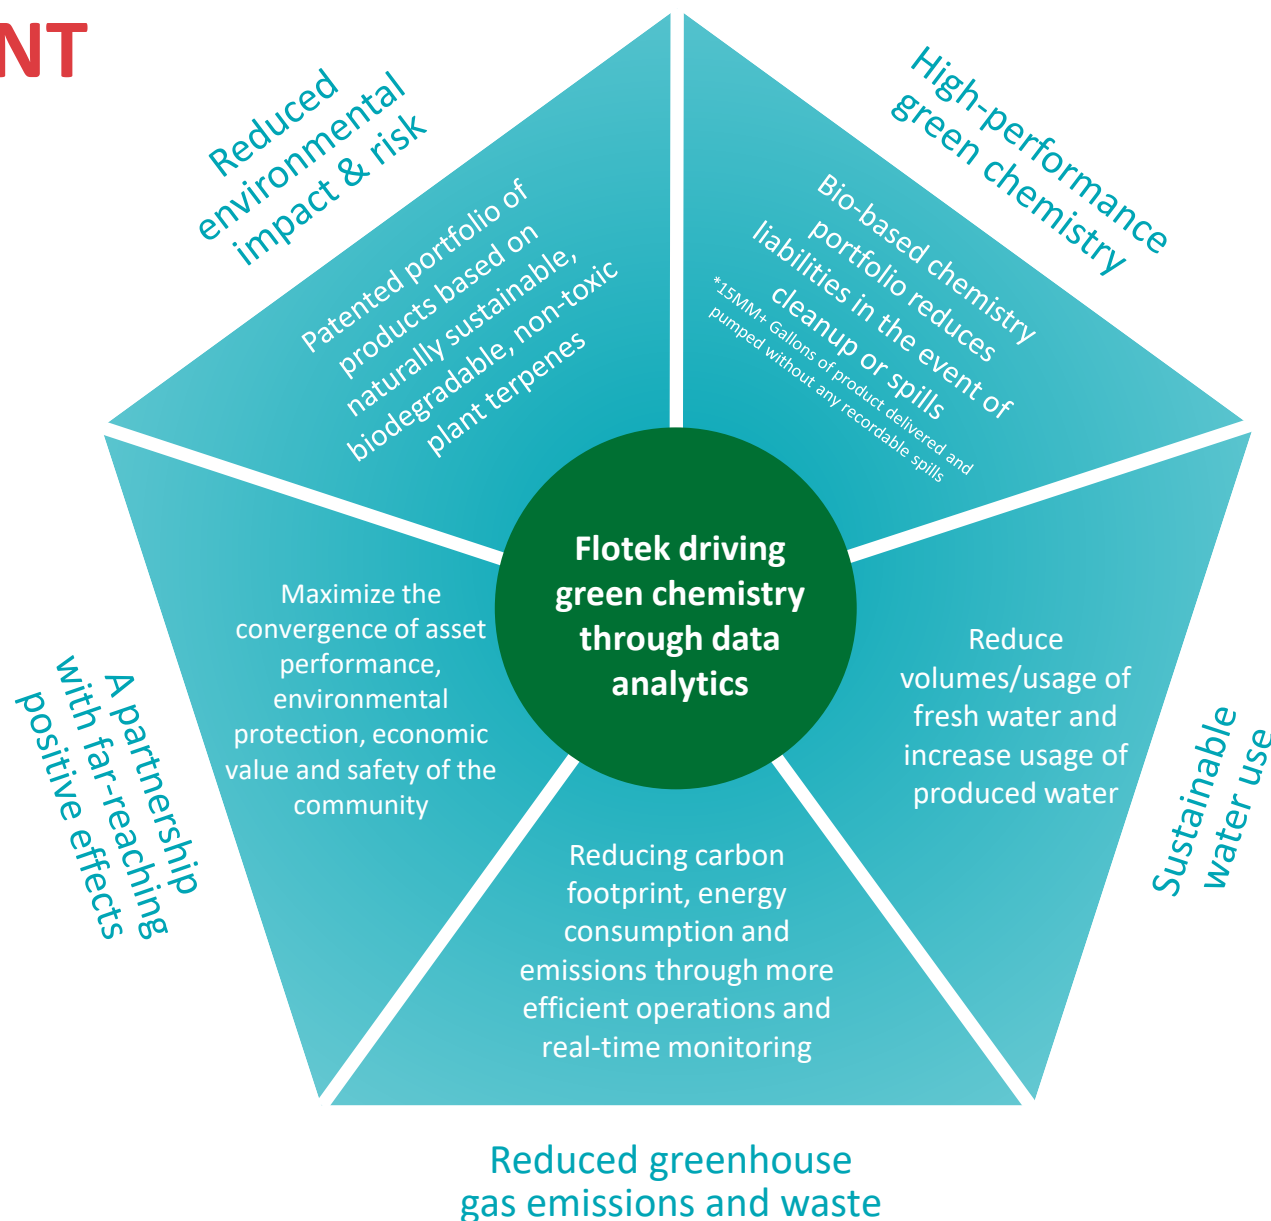 NT
Reduced
environmental
impact & risk
Patented portfolio of
products based on
naturally sustainable,
biodegradable, non-toxic
plant terpenes
High-performance
green chemistry
Bio-based chemistry
portfolio reduces
liabilities in the event of
cleanup or spills
*15MM+ Gallons of product delivered and
pumped without any recordable spills
Flotek driving
green chemistry
through data
analytics
Maximize the
convergence of asset
performance,
environmental
protection, economic
value and safety of the
community
A partnership
with far-reaching
positive effects
Reduce
volumes/usage of
fresh water and
increase usage of
produced water
Sustainable
water use
Reducing carbon
footprint, energy
consumption and
emissions through more
efficient operations and
real-time monitoring
Reduced greenhouse
gas emissions and waste